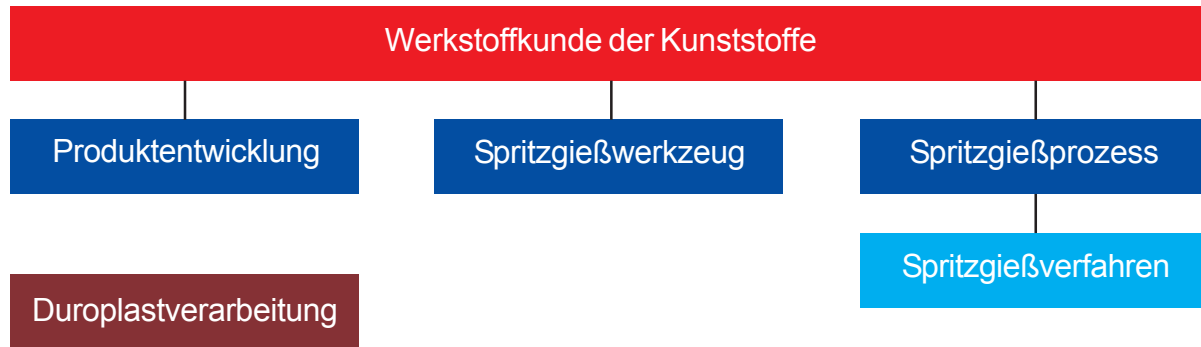 Werkstoffkunde der Kunststoffe
Produktentwicklung
Spritzgießwerkzeug
Spritzgießprozess
Spritzgießverfahren
Duroplastverarbeitung